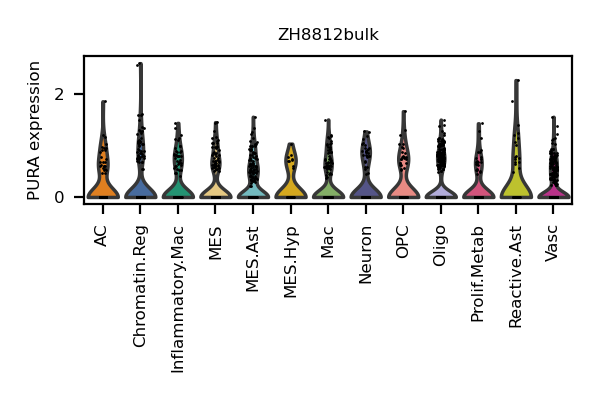 ZH8812bulk
PURA expression
2
0
AC
Chromatin.Reg
Inflammatory.Mac
MES
MES.Ast
MES.Hyp
Mac
Neuron
OPC
Oligo
Prolif.Metab
Reactive.Ast
Vasc